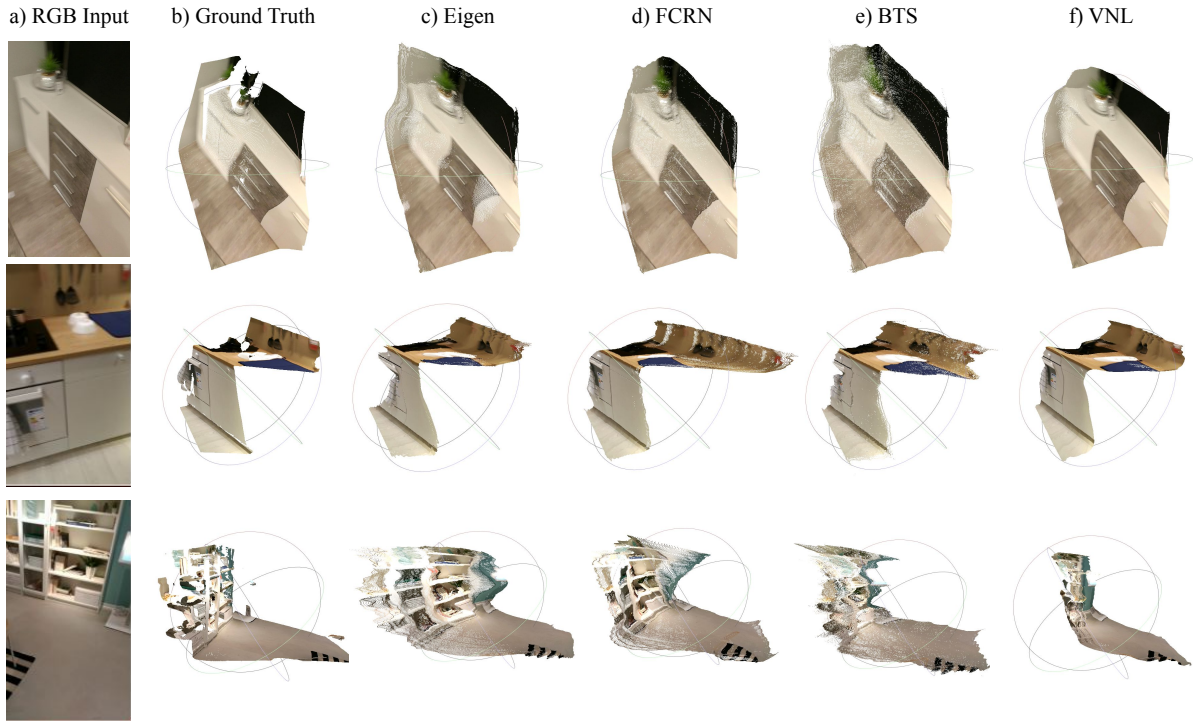 a) RGB Input
b) Ground Truth
c) Eigen
d) FCRN
e) BTS
f) VNL